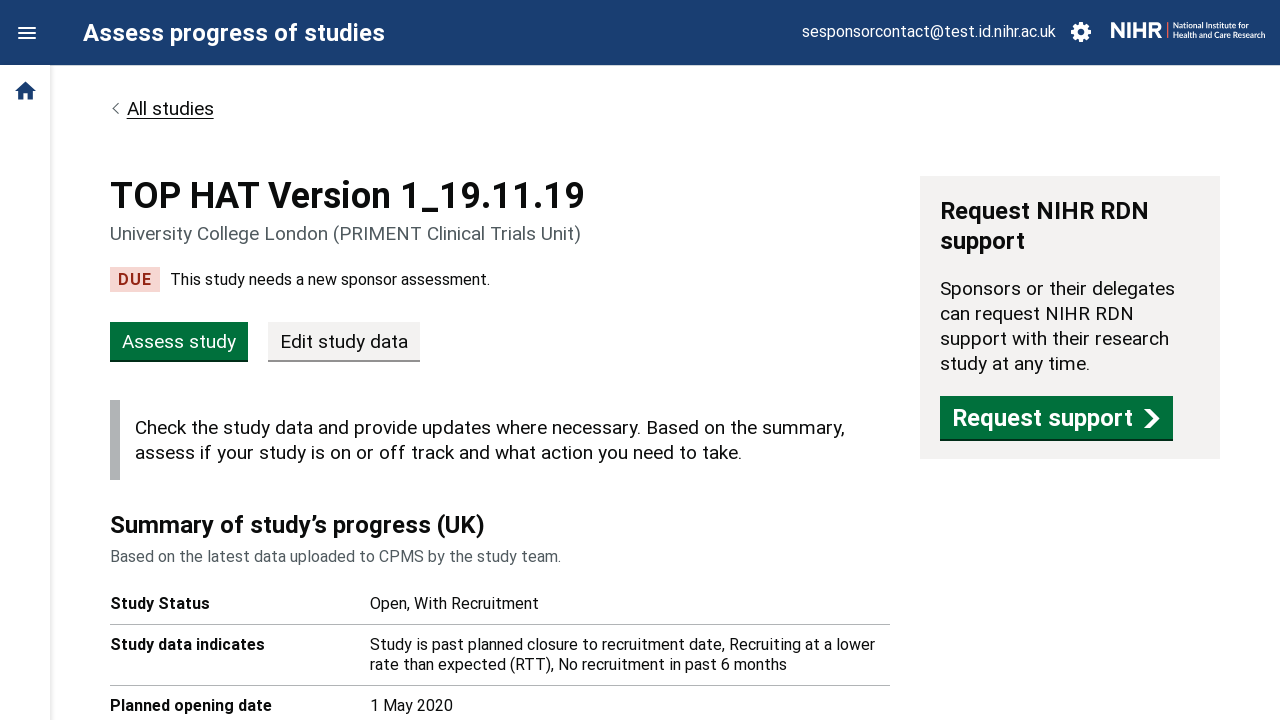 Assess progress of studies
sesponsorcontact@test.id.nihr.ac.uk
NIHR
National Institute for
Health and Care Research
All studies
TOP HAT Version 1_19.11.19
University College London (PRIMENT Clinical Trials Unit)
DUE
This study needs a new sponsor assessment.
Assess study
Edit study data
Check the study data and provide updates where necessary. Based on the summary,
assess if your study is on or off track and what action you need to take.
Summary of study’s progress (UK)
Based on the latest data uploaded to CPMS by the study team.
Study Status
Open, With Recruitment
Study data indicates
Study is past planned closure to recruitment date, Recruiting at a lower
rate than expected (RTT), No recruitment in past 6 months
Planned opening date
1 May 2020
Request NIHR RDN
support
Sponsors or their delegates
can request NIHR RDN
support with their research
study at any time.
Request support